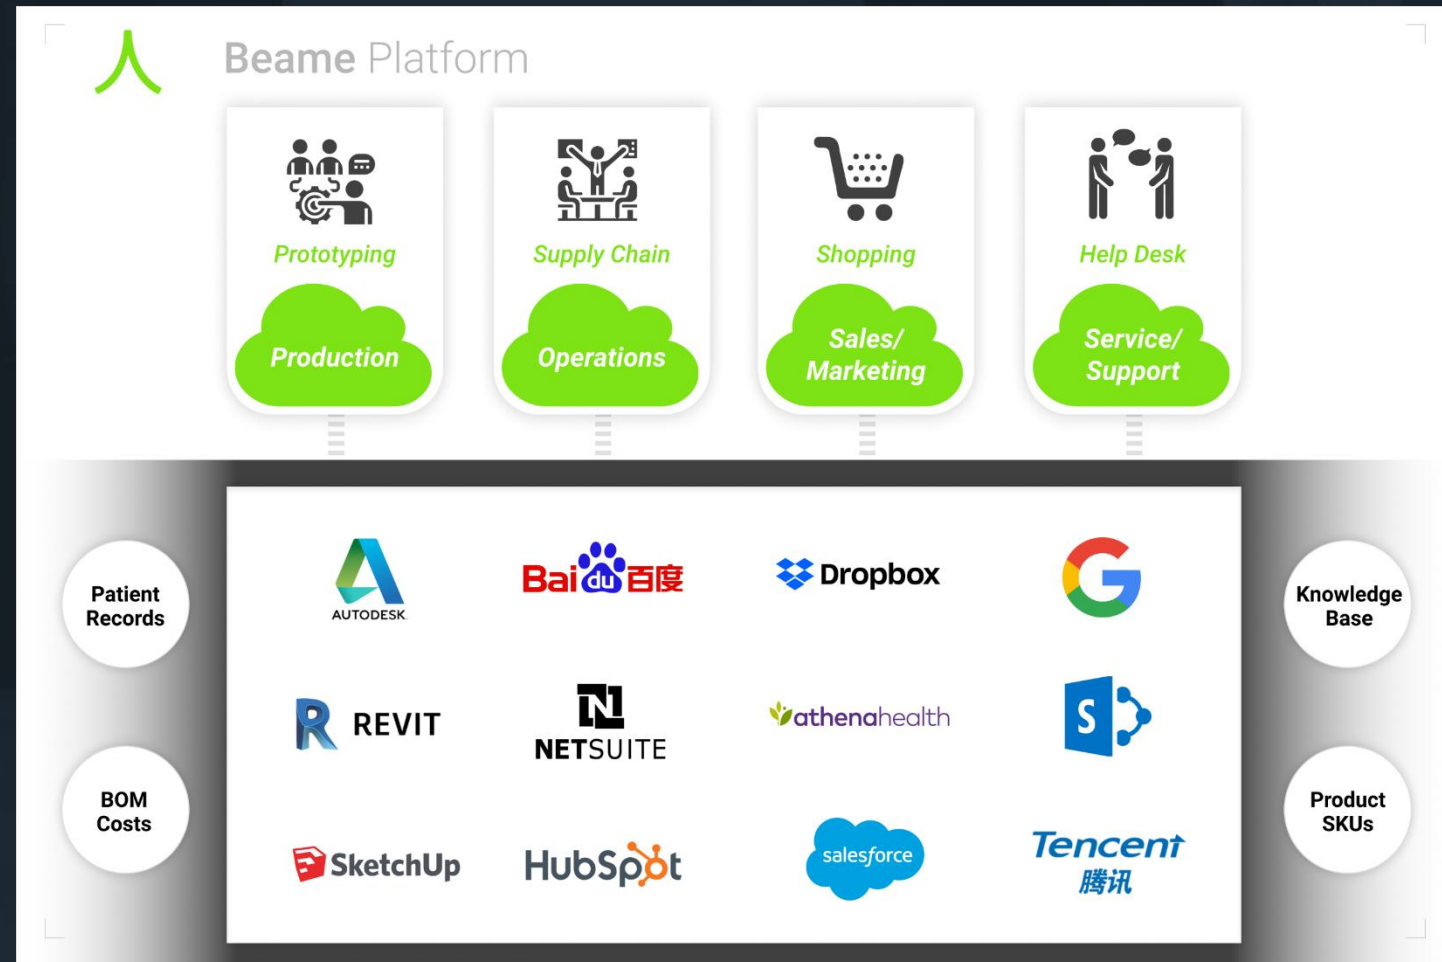 Beame Platform
Prototyping
Production
Supply Chain
Operations
Shopping
Sales/
Marketing
Help Desk
Service/
Support
Patient
Records
BOM
Costs
AUTODESK
Bai du 百度
Dropbox
G
R REVIT
N
NETSUITE
athenahealth
S
SketchUp
HubSpot
salesforce
Tencent
腾讯
Knowledge
Base
Product
SKUs